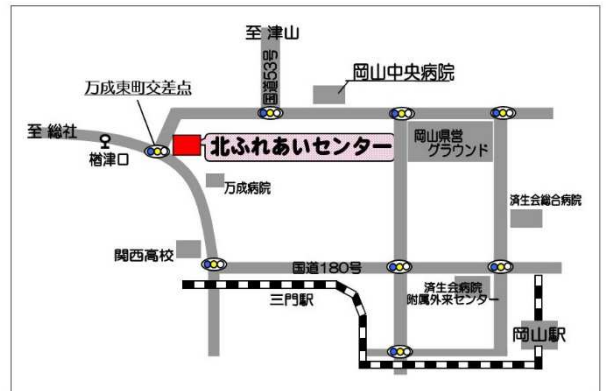 至 津山
国道53号
岡山中央病院
万成東町交差点
至 総社
楢津口
北ふれあいセンター
岡山県営
グラウンド
万成病院
済生会総合病院
関西高校
国道180号
三門駅
済生会病院
附属外来センター
岡山駅